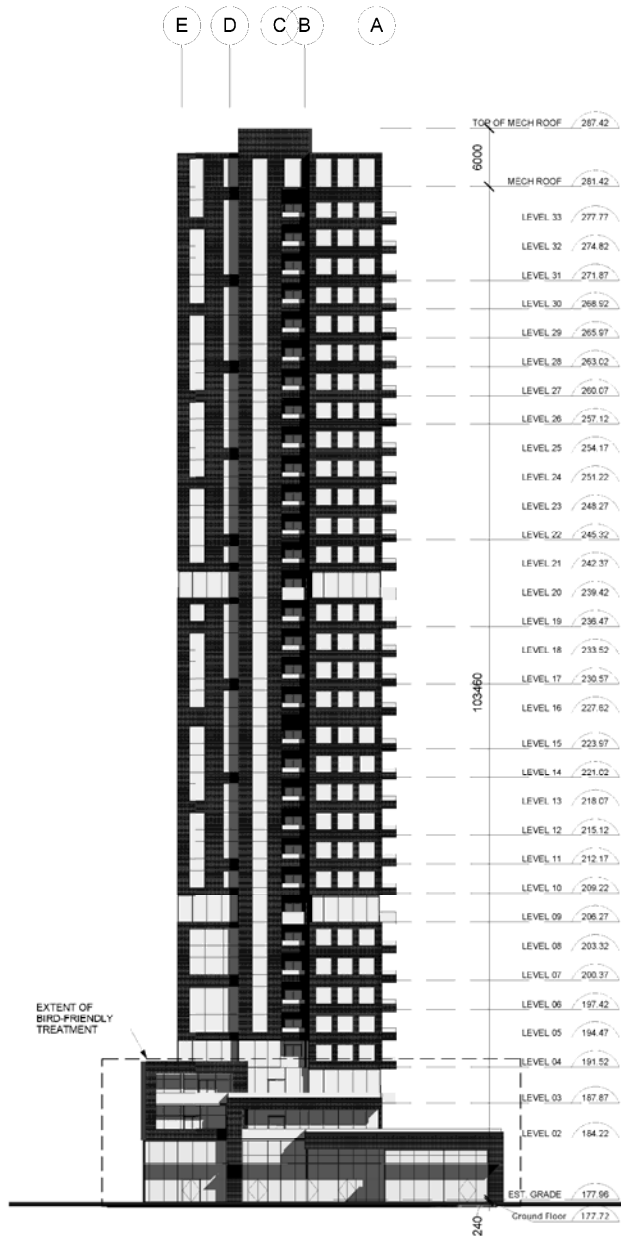 E D C B A
TOP OF MECH ROOF 287.42
6000
MECH ROOF 281.42
LEVEL 33 277.77
LEVEL 32 274.82
LEVEL 31 271.87
LEVEL 30 268.92
LEVEL 29 265.97
LEVEL 28 263.02
LEVEL 27 260.07
LEVEL 26 257.12
LEVEL 25 254.17
LEVEL 24 251.22
LEVEL 23 248.27
LEVEL 22 245.32
LEVEL 21 242.37
LEVEL 20 239.42
LEVEL 19 236.47
LEVEL 18 233.52
LEVEL 17 230.57
103460
LEVEL 16 227.62
LEVEL 15 223.97
LEVEL 14 221.02
LEVEL 13 218.07
LEVEL 12 215.12
LEVEL 11 212.17
LEVEL 10 209.22
LEVEL 09 206.27
LEVEL 08 203.32
LEVEL 07 200.37
LEVEL 06 197.42
LEVEL 05 194.47
LEVEL 04 191.52
EXTENT OF
BIRD-FRIENDLY
TREATMENT
LEVEL 03 187.87
LEVEL 02 184.22
EST. GRADE 177.96
Ground Floor 177.72
240